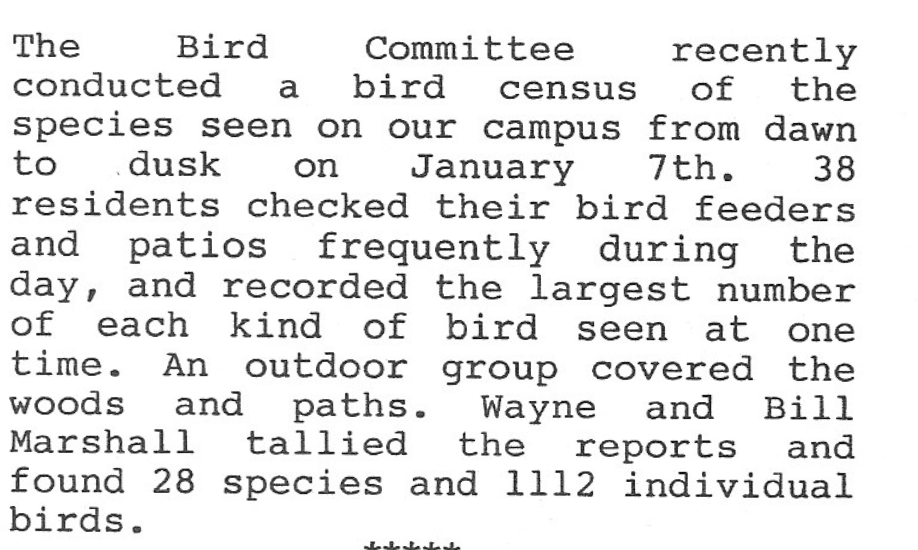 The Bird Committee recently
conducted a bird census of the
species seen on our campus from dawn
to dusk on January 7th. 38
residents checked their bird feeders
and patios frequently during the
day, and recorded the largest number
of each kind of bird seen at one
time. An outdoor group covered the
woods and paths. Wayne and Bill
Marshall tallied the reports and
found 28 species and 1112 individual
birds.
*****